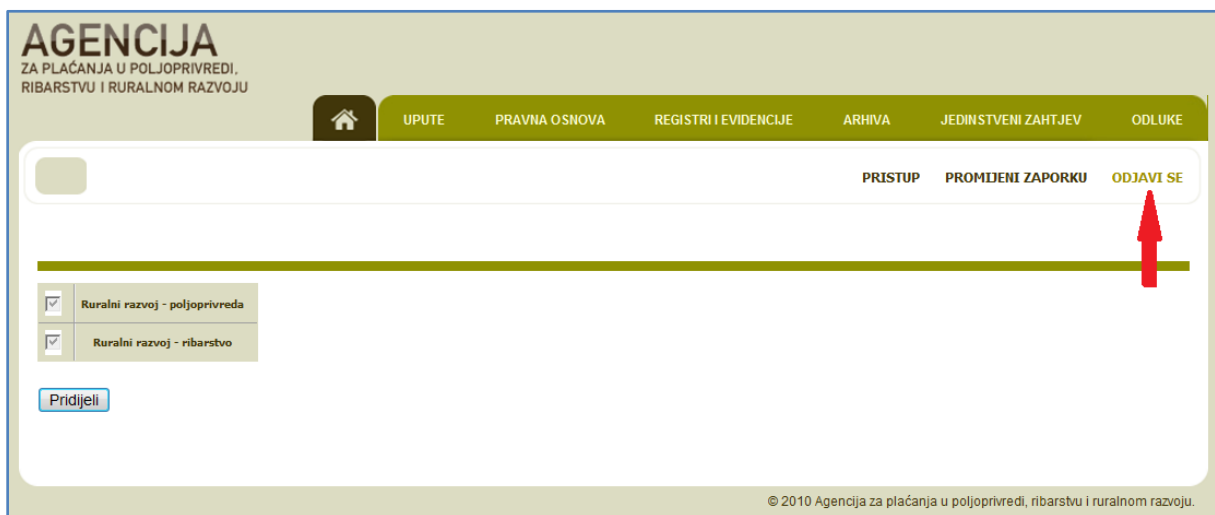 AGENCIJA
ZA PLAĆANJA U POLJOPRIVREDI,
RIBARSTVU I RURALNOM RAZVOJU
UPUTE PRAVNA OSNOVA REGISTRI I EVIDENCIJE ARHIVA JEDINSTVENI ZAHTJEV ODLUKE
PRISTUP PROMIJENI ZAPORKU ODJAVI SE
Ruralni razvoj - poljoprivreda
Ruralni razvoj - ribarstvo
Pridijeli
© 2010 Agencija za plaćanja u poljoprivredi, ribarstvu i ruralnom razvoju.